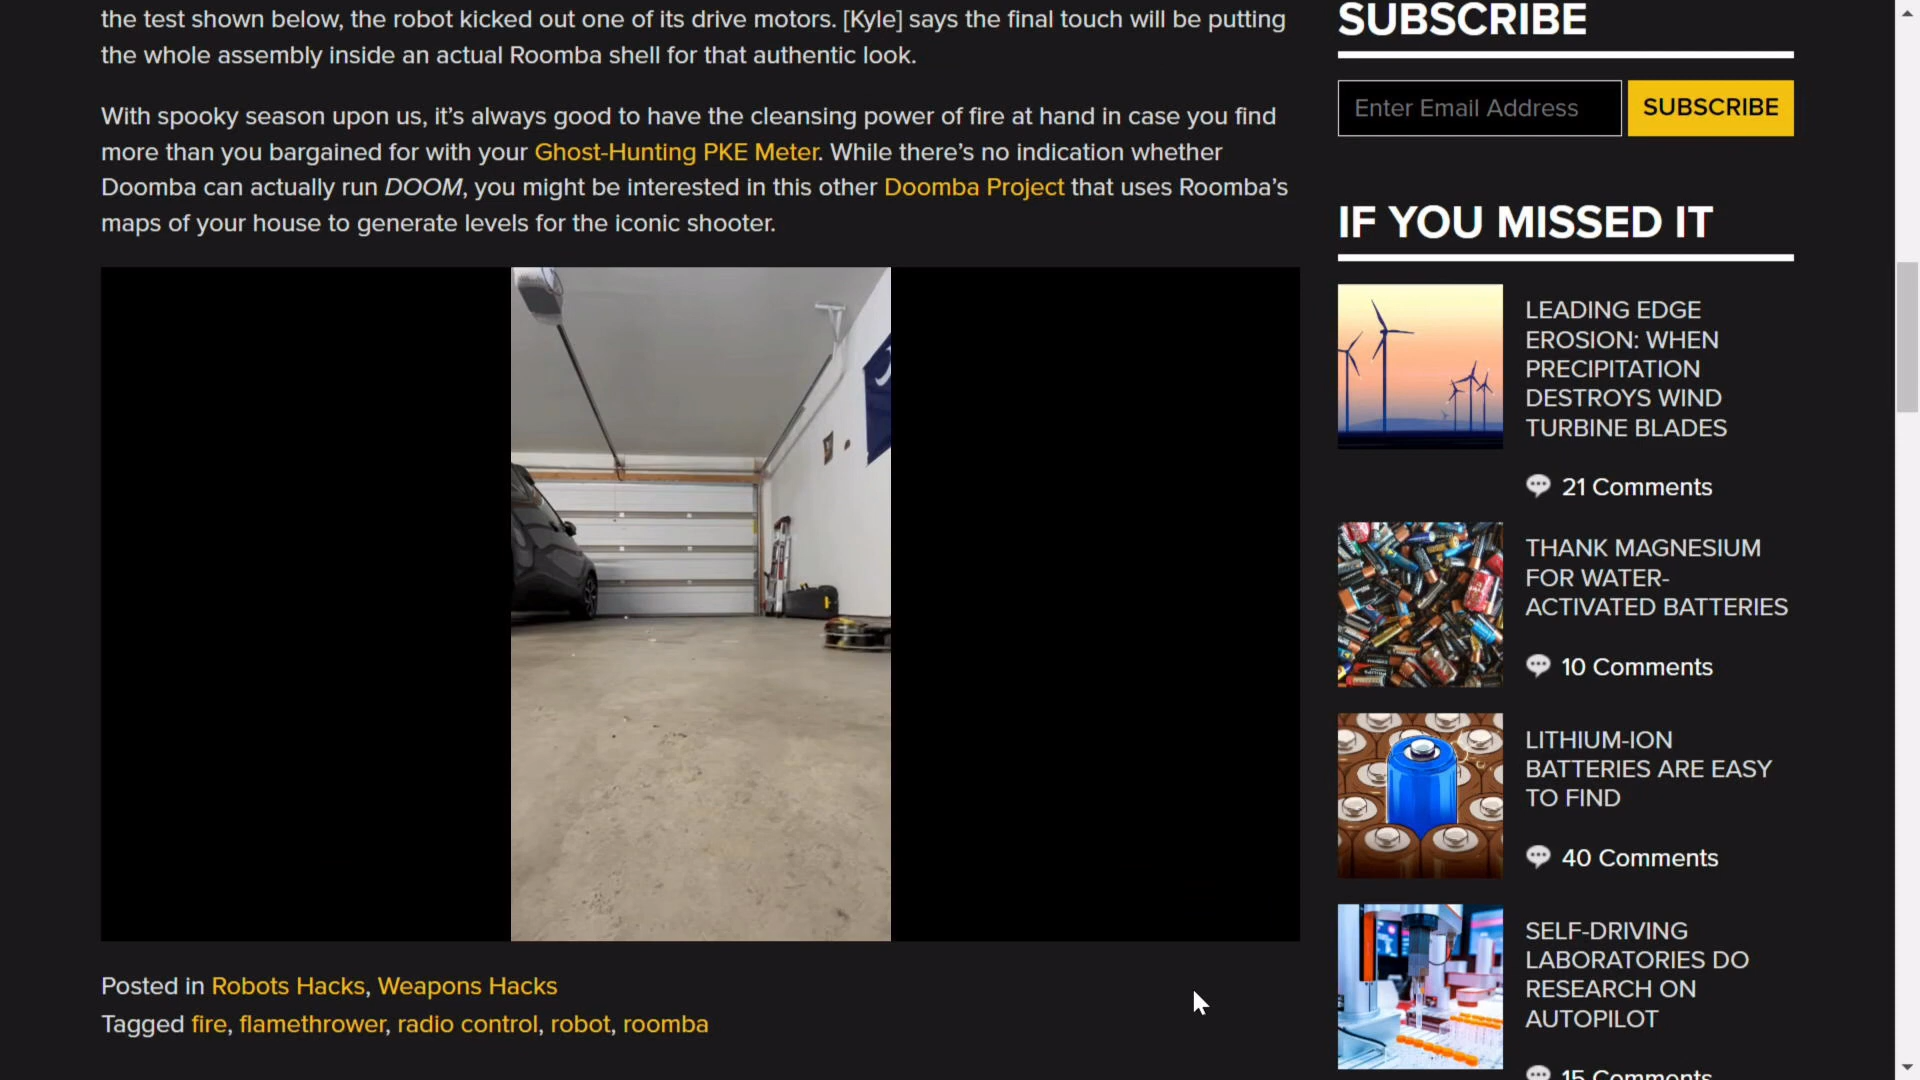 the test shown below, the robot kicked out one of its drive motors. [Kyle] says the final touch will be putting
the whole assembly inside an actual Roomba shell for that authentic look.
With spooky season upon us, it’s always good to have the cleansing power of fire at hand in case you find
more than you bargained for with your Ghost-Hunting PKE Meter. While there’s no indication whether
Doomba can actually run DOOM, you might be interested in this other Doomba Project that uses Roomba’s
maps of your house to generate levels for the iconic shooter.
Posted in Robots Hacks, Weapons Hacks
Tagged fire, flamethrower, radio control, robot, roomba
SUBSCRIBE
Enter Email Address
SUBSCRIBE
IF YOU MISSED IT
LEADING EDGE
EROSION: WHEN
PRECIPITATION
DESTROYS WIND
TURBINE BLADES
21 Comments
THANK MAGNESIUM
FOR WATER-
ACTIVATED BATTERIES
10 Comments
LITHIUM-ION
BATTERIES ARE EASY
TO FIND
40 Comments
SELF-DRIVING
LABORATORIES DO
RESEARCH ON
AUTOPILOT
15 Comments